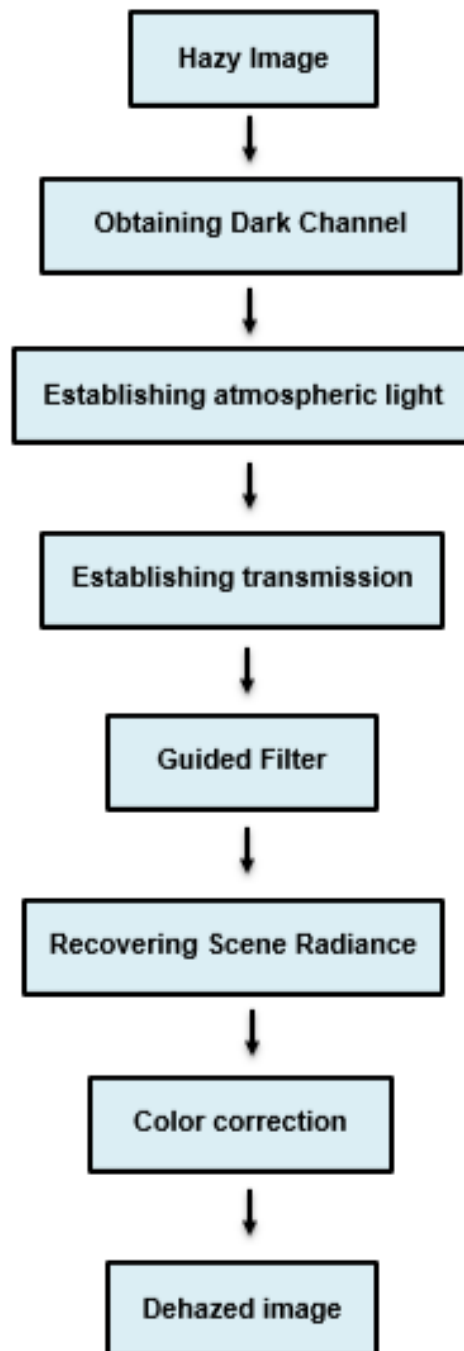 Hazy Image
Obtaining Dark Channel
Establishing atmospheric light
Establishing transmission
Guided Filter
Recovering Scene Radiance
Color correction
Dehazed image